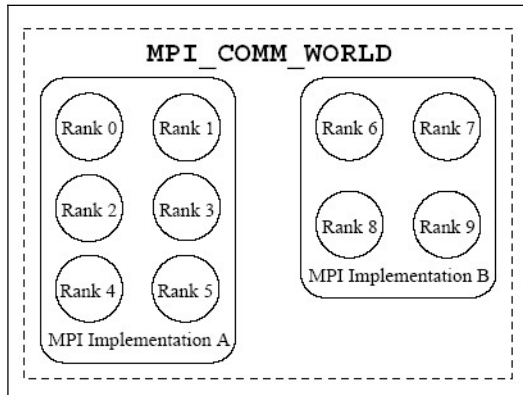 MPI_COMM_WORLD
Rank 0 Rank 1
Rank 2 Rank 3
Rank 4 Rank 5
MPI Implementation A
Rank 6 Rank 7
Rank 8 Rank 9
MPI Implementation B